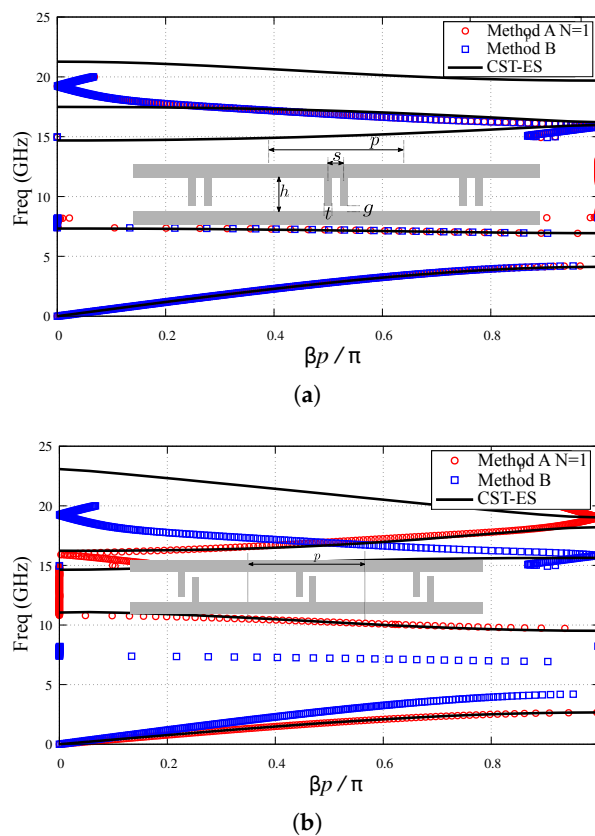 25
20
15
10
5
0
Freq (GHz)
Method A N=1
p
Method B
CST-ES
p
s
h
t
g
0
0.2
0.4
0.6
0.8
1
βp / π
(a)
25
20
15
10
5
0
Freq (GHz)
Method A N=1
p
Method B
CST-ES
p
0
0.2
0.4
0.6
0.8
βp / π
(b)